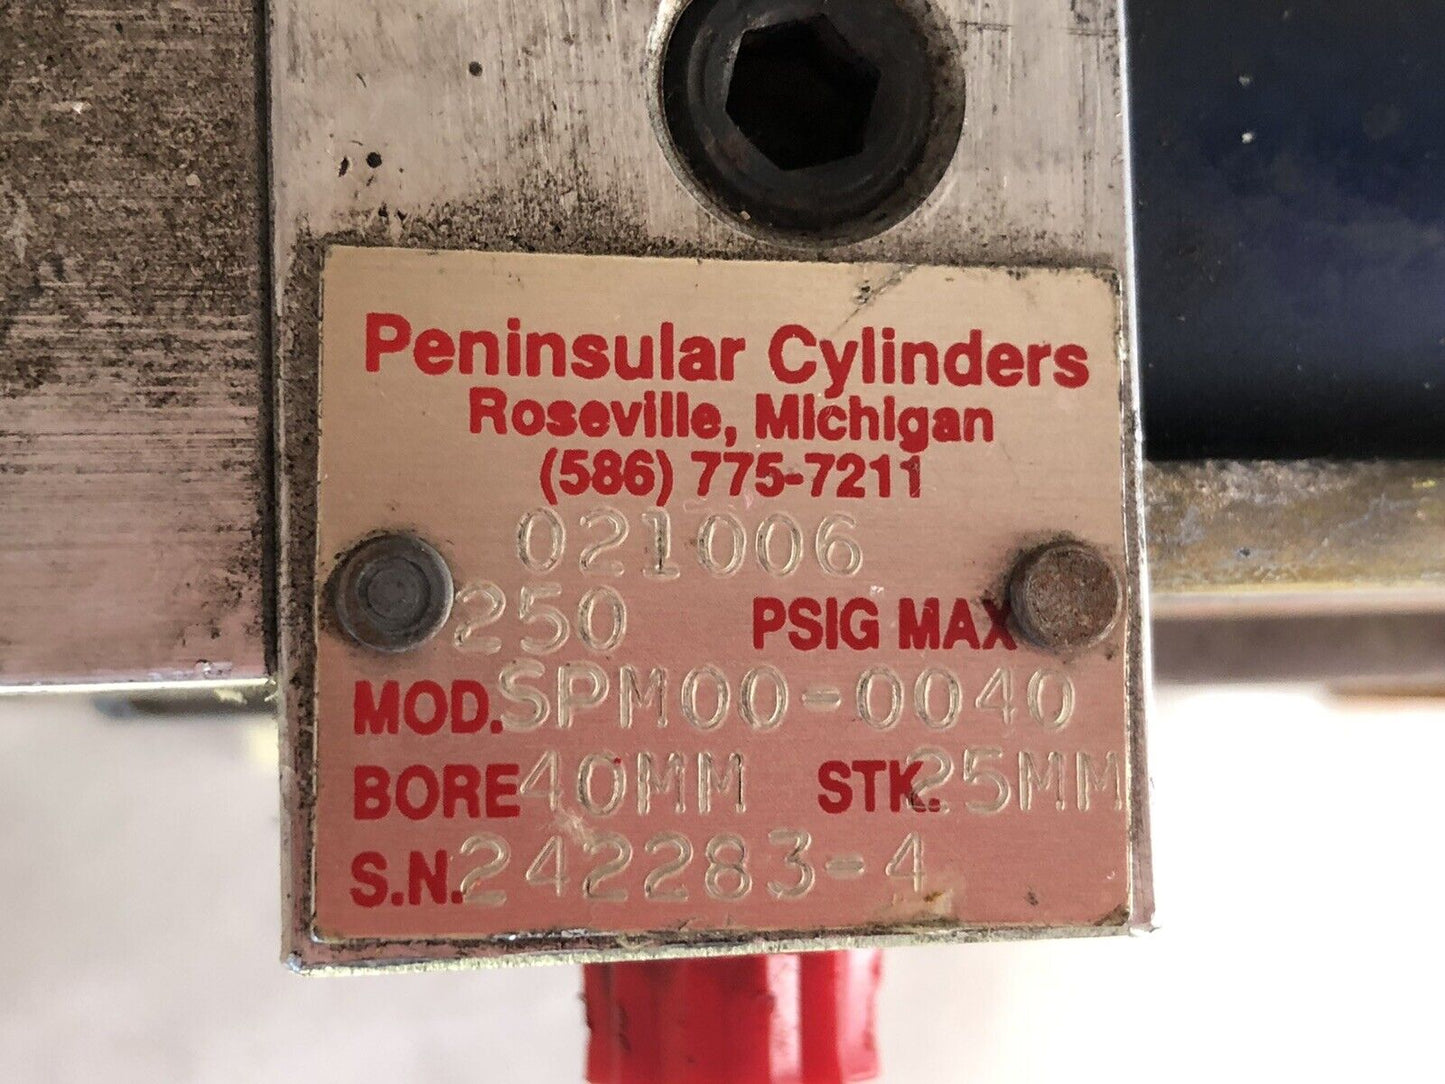 Peninsular Cylinders
Roseville, Michigan
(586) 775-7211
021006
250 PSIG MAX
MOD. SPM00-0040
BORE 40MM STK. 25MM
S.N. 242283-4